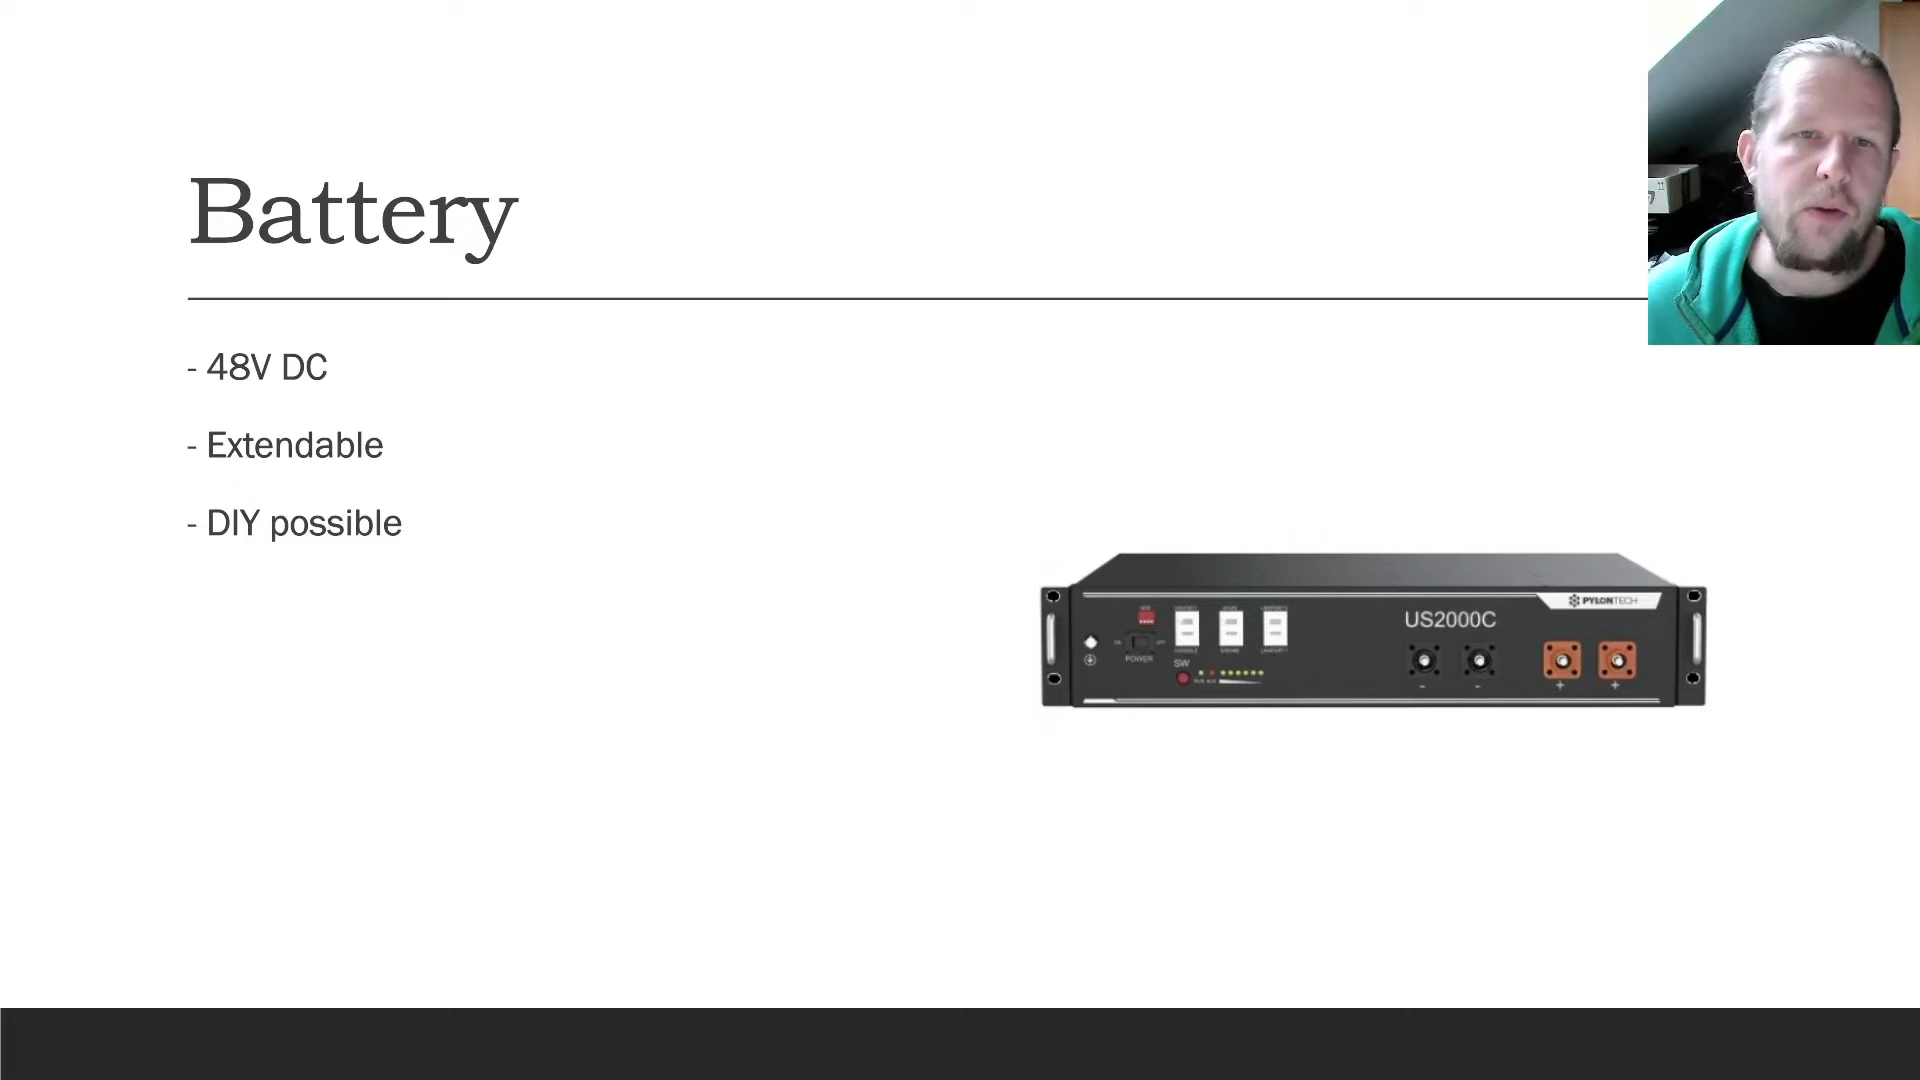 Battery
- 48V DC
- Extendable
- DIY possible
PYLONTECH
US2000C
POWER
SW
- - + +